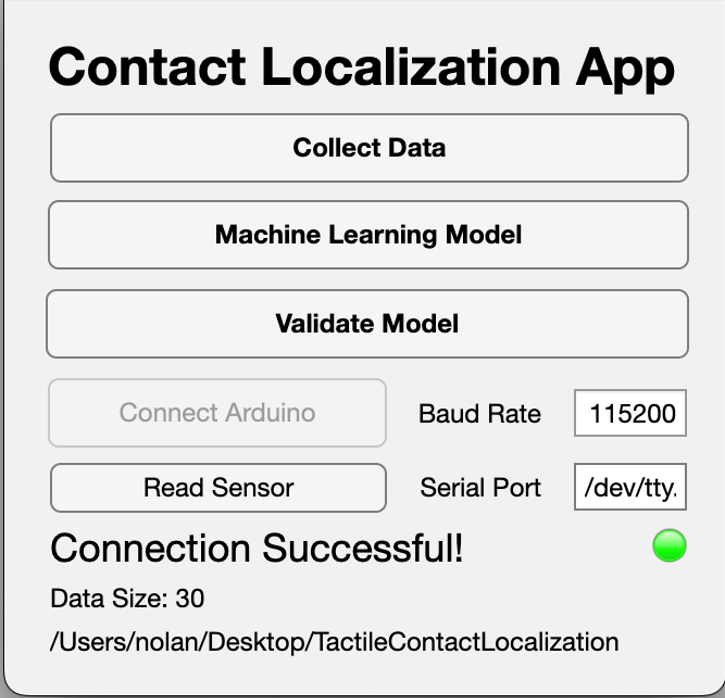 Contact Localization App
Collect Data
Machine Learning Model
Validate Model
Connect Arduino
Baud Rate
115200
Read Sensor
Serial Port
/dev/tty.
Connection Successful!
Data Size: 30
/Users/nolan/Desktop/TactileContactLocalization